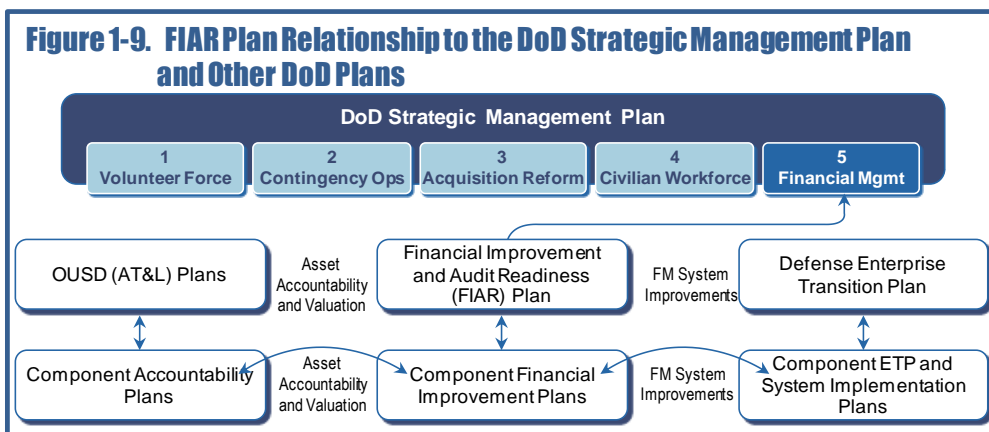 Figure 1-9. FIAR Plan Relationship to the DoD Strategic Management Plan
and Other DoD Plans
DoD Strategic Management Plan
1
Volunteer Force
2
Contingency Ops
3
Acquisition Reform
4
Civilian Workforce
5
Financial Mgmt
OUSD (AT&L) Plans
Asset
Accountability
and Valuation
Financial Improvement
and Audit Readiness
(FIAR) Plan
FM System
Improvements
Defense Enterprise
Transition Plan
Component Accountability
Plans
Asset
Accountability
and Valuation
Component Financial
Improvement Plans
FM System
Improvements
Component ETP and
System Implementation
Plans